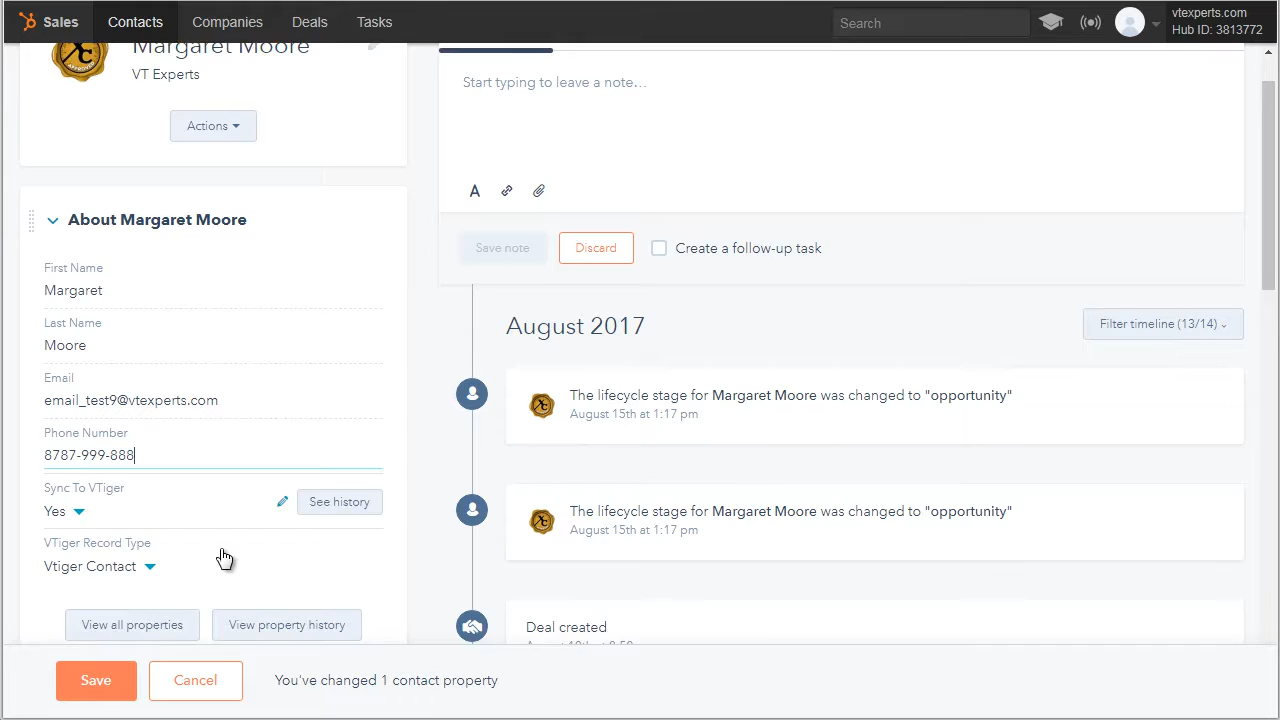 Sales Contacts Companies Deals Tasks Search vtexperts.com
Hub ID: 3813772
Margaret Moore
VT Experts
Actions
About Margaret Moore
First Name
Margaret
Last Name
Moore
Email
email_test9@vtexperts.com
Phone Number
8787-999-888
Sync To VTiger
Yes
See history
VTiger Record Type
Vtiger Contact
View all properties View property history
Start typing to leave a note...
A
Save note Discard Create a follow-up task
August 2017
Filter timeline (13/14)
The lifecycle stage for Margaret Moore was changed to "opportunity"
August 15th at 1:17 pm
The lifecycle stage for Margaret Moore was changed to "opportunity"
August 15th at 1:17 pm
Deal created
Save Cancel You've changed 1 contact property